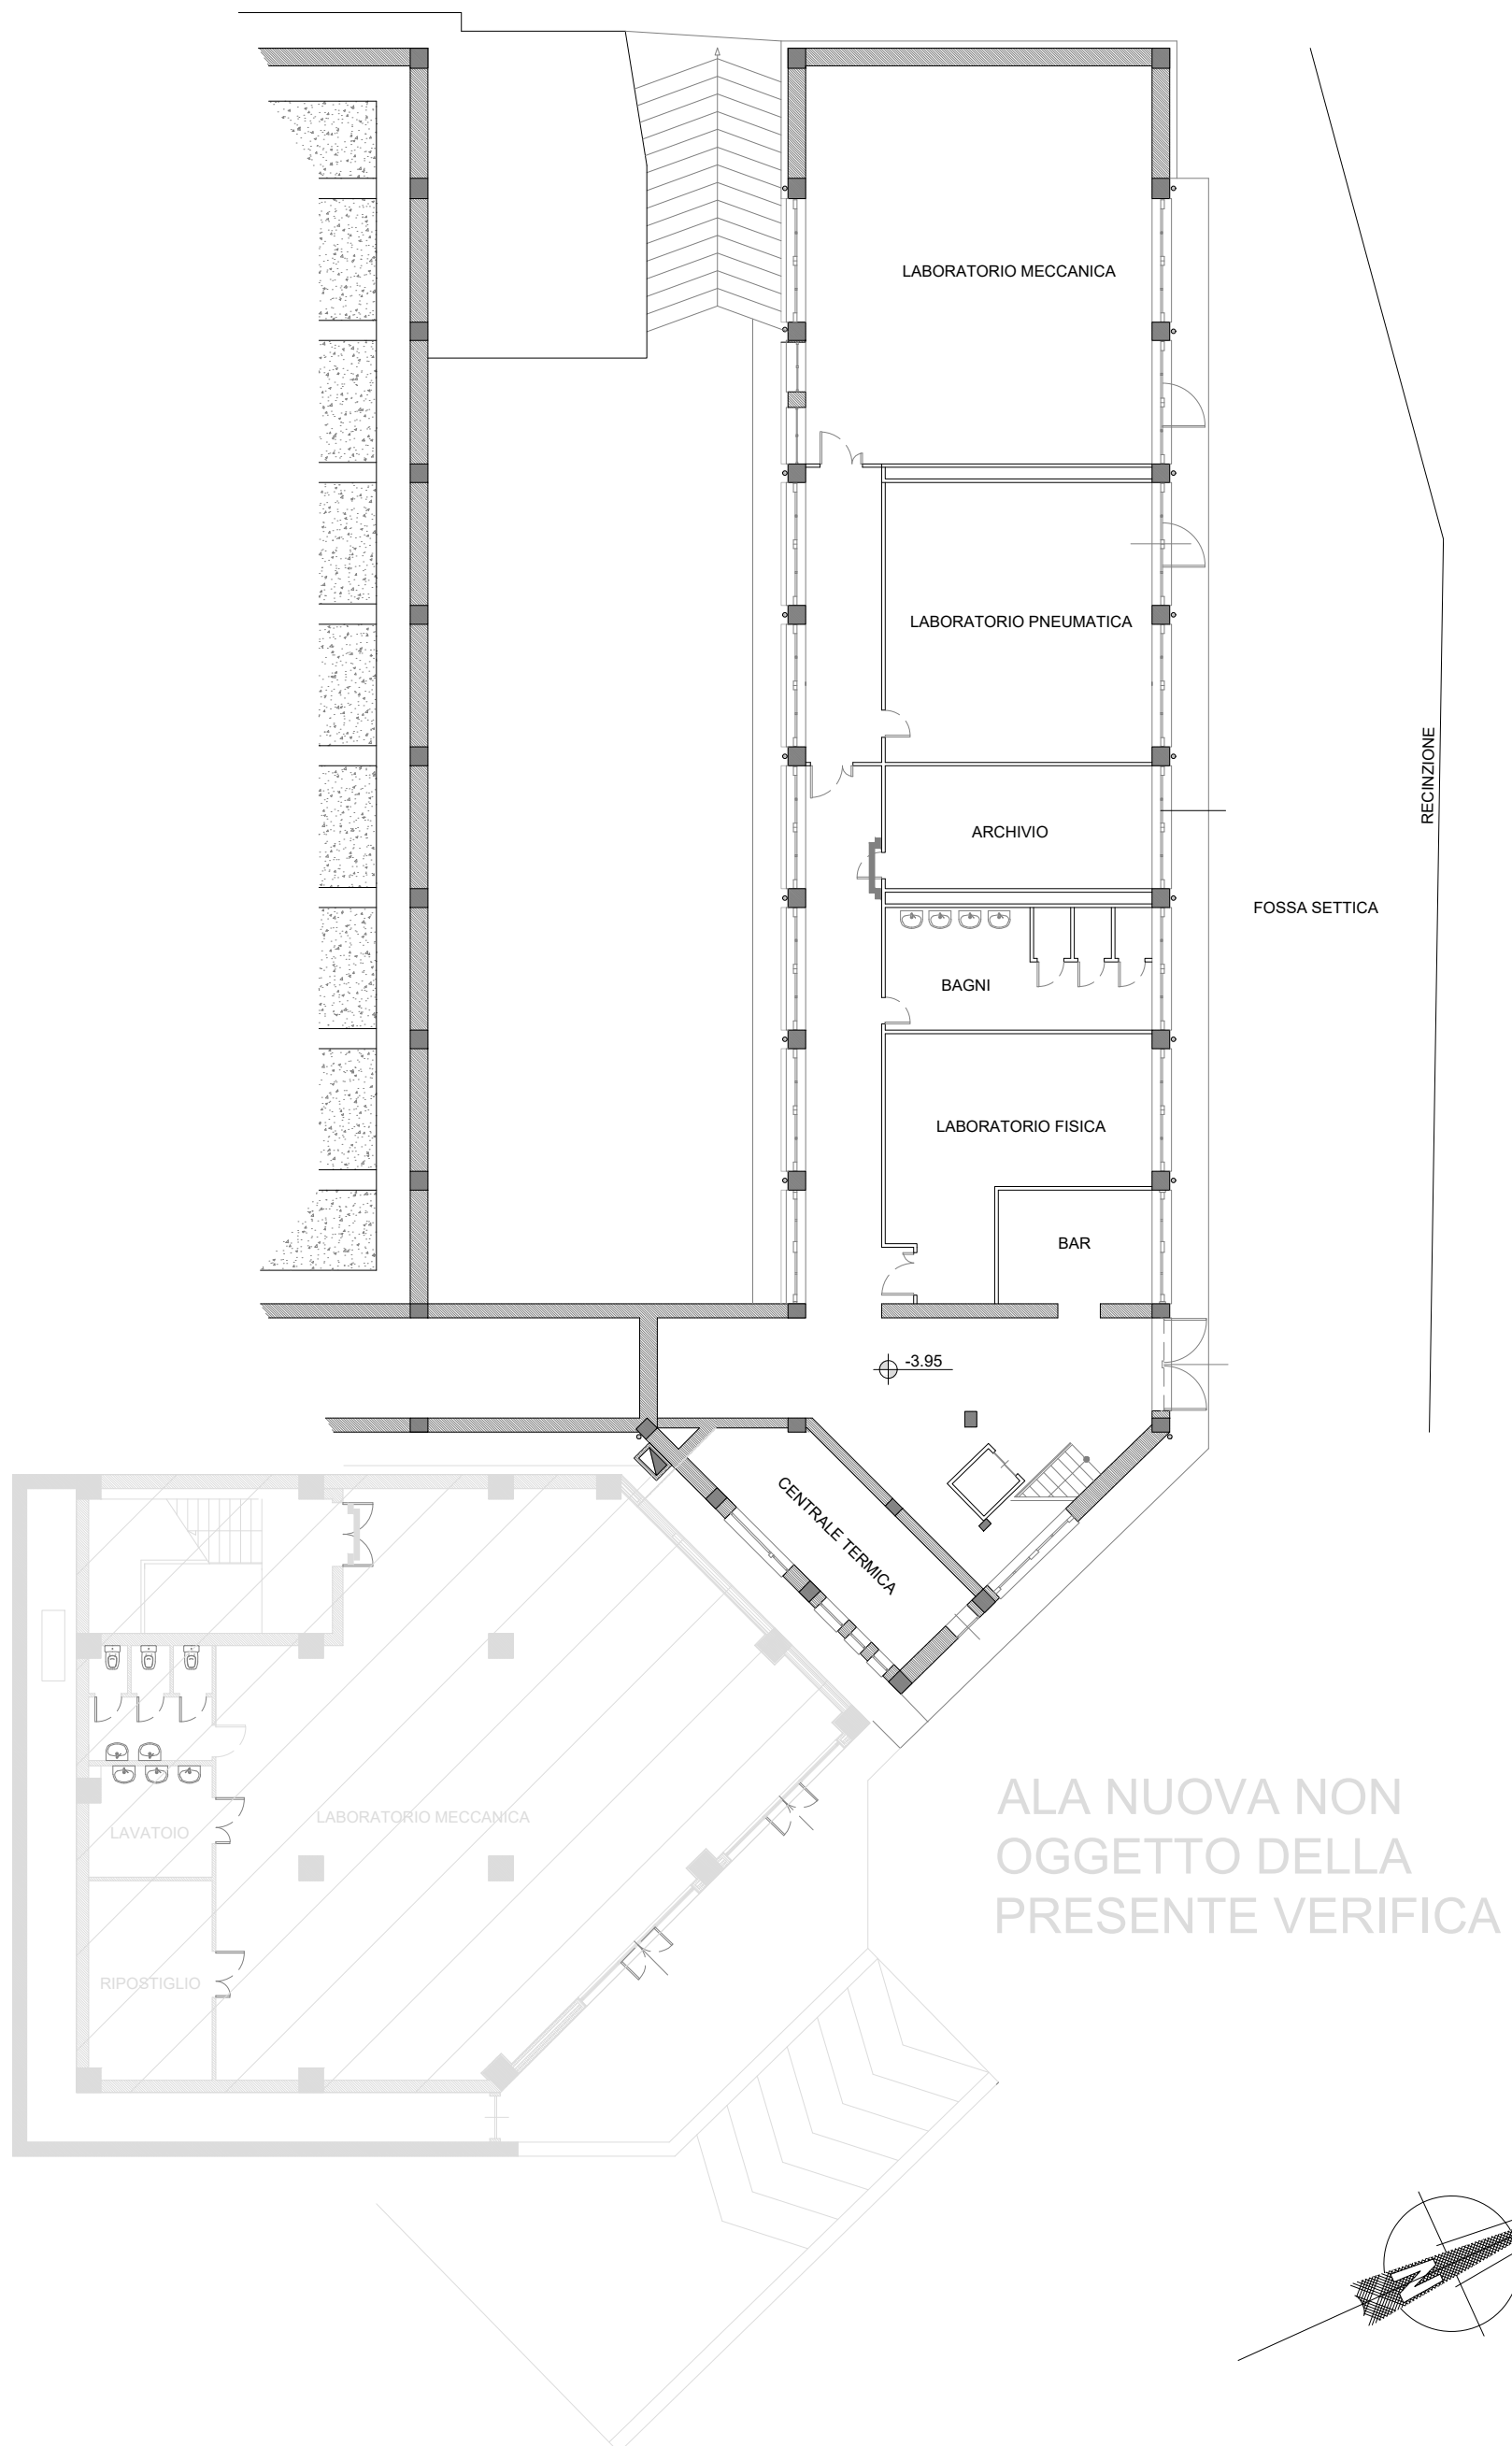 LABORATORIO MECCANICA
LABORATORIO PNEUMATICA
RECINZIONE
ARCHIVIO
FOSSA SETTICA
BAGNI
LABORATORIO FISICA
BAR
-3.95
CENTRALE TERMICA
ALA NUOVA NON
OGGETTO DELLA
PRESENTE VERIFICA
LABORATORIO MECCANICA
LAVATOIO
RIPOSTIGLIO
N